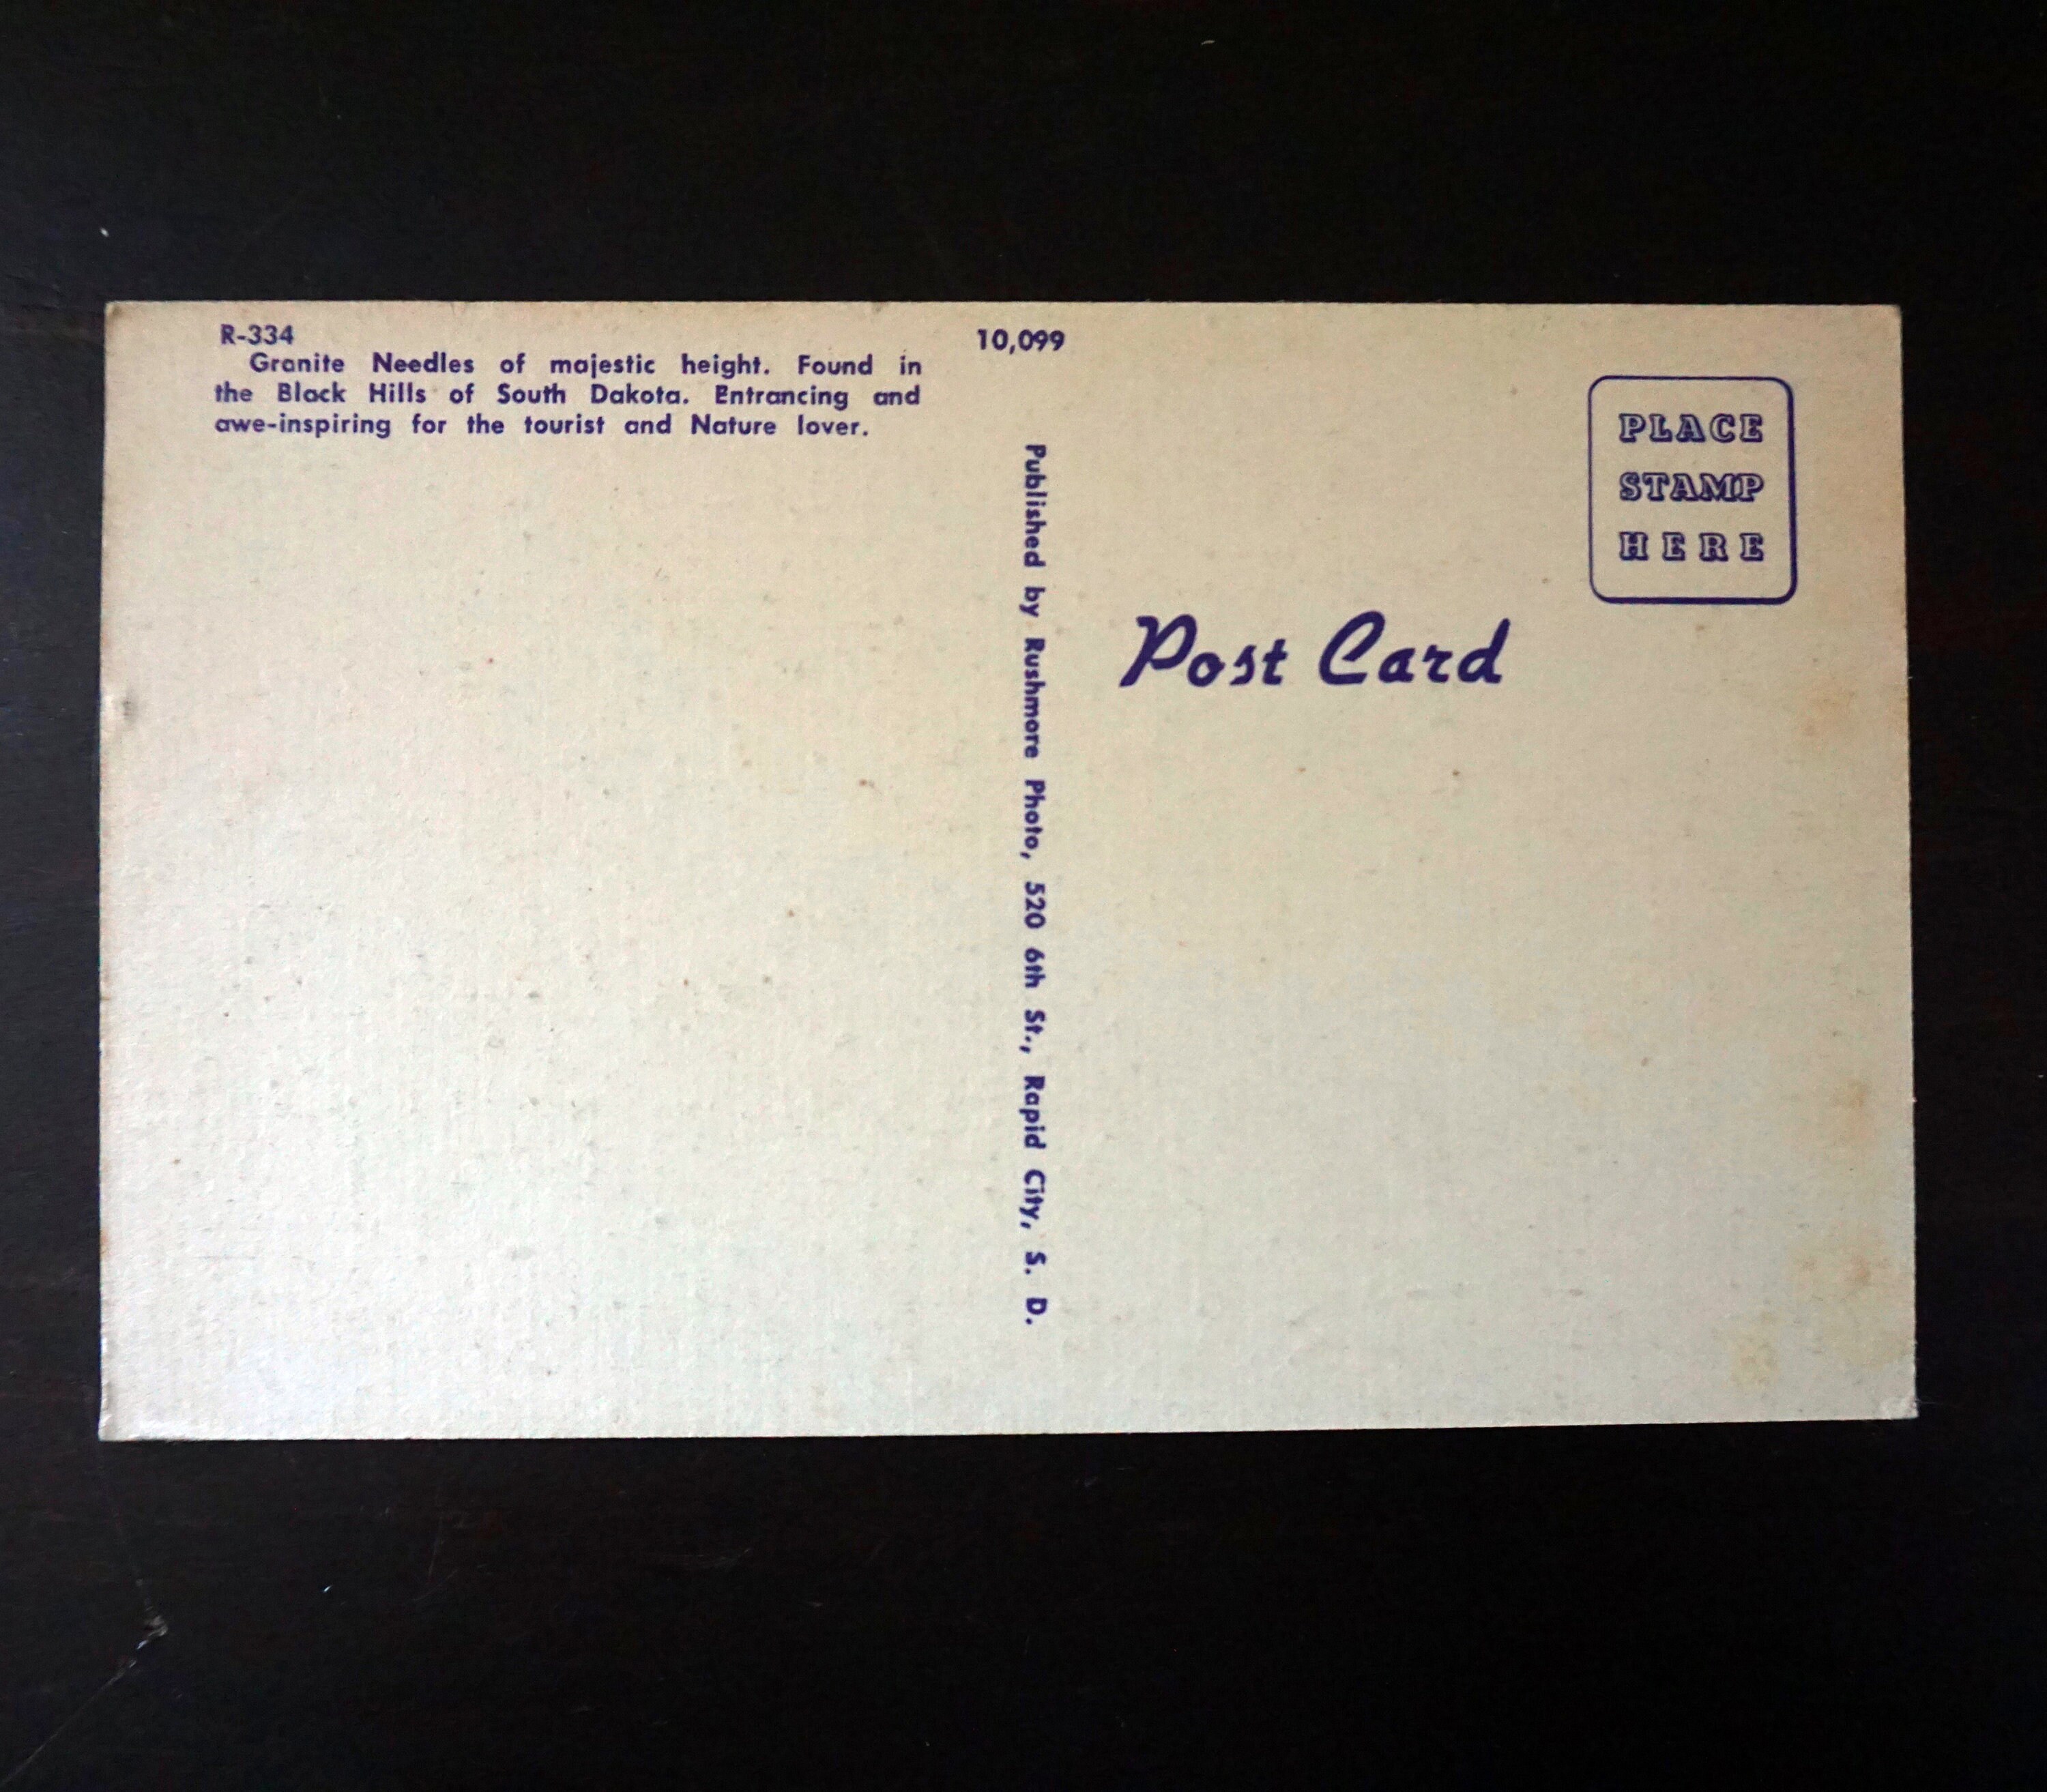 R-334
Granite Needles of majestic height. Found in
the Black Hills of South Dakota. Entrancing and
awe-inspiring for the tourist and Nature lover.
10,099
Published by Rushmore Photo, 520 6th St., Rapid City, S. D.
Post Card
PLACE
STAMP
HERE